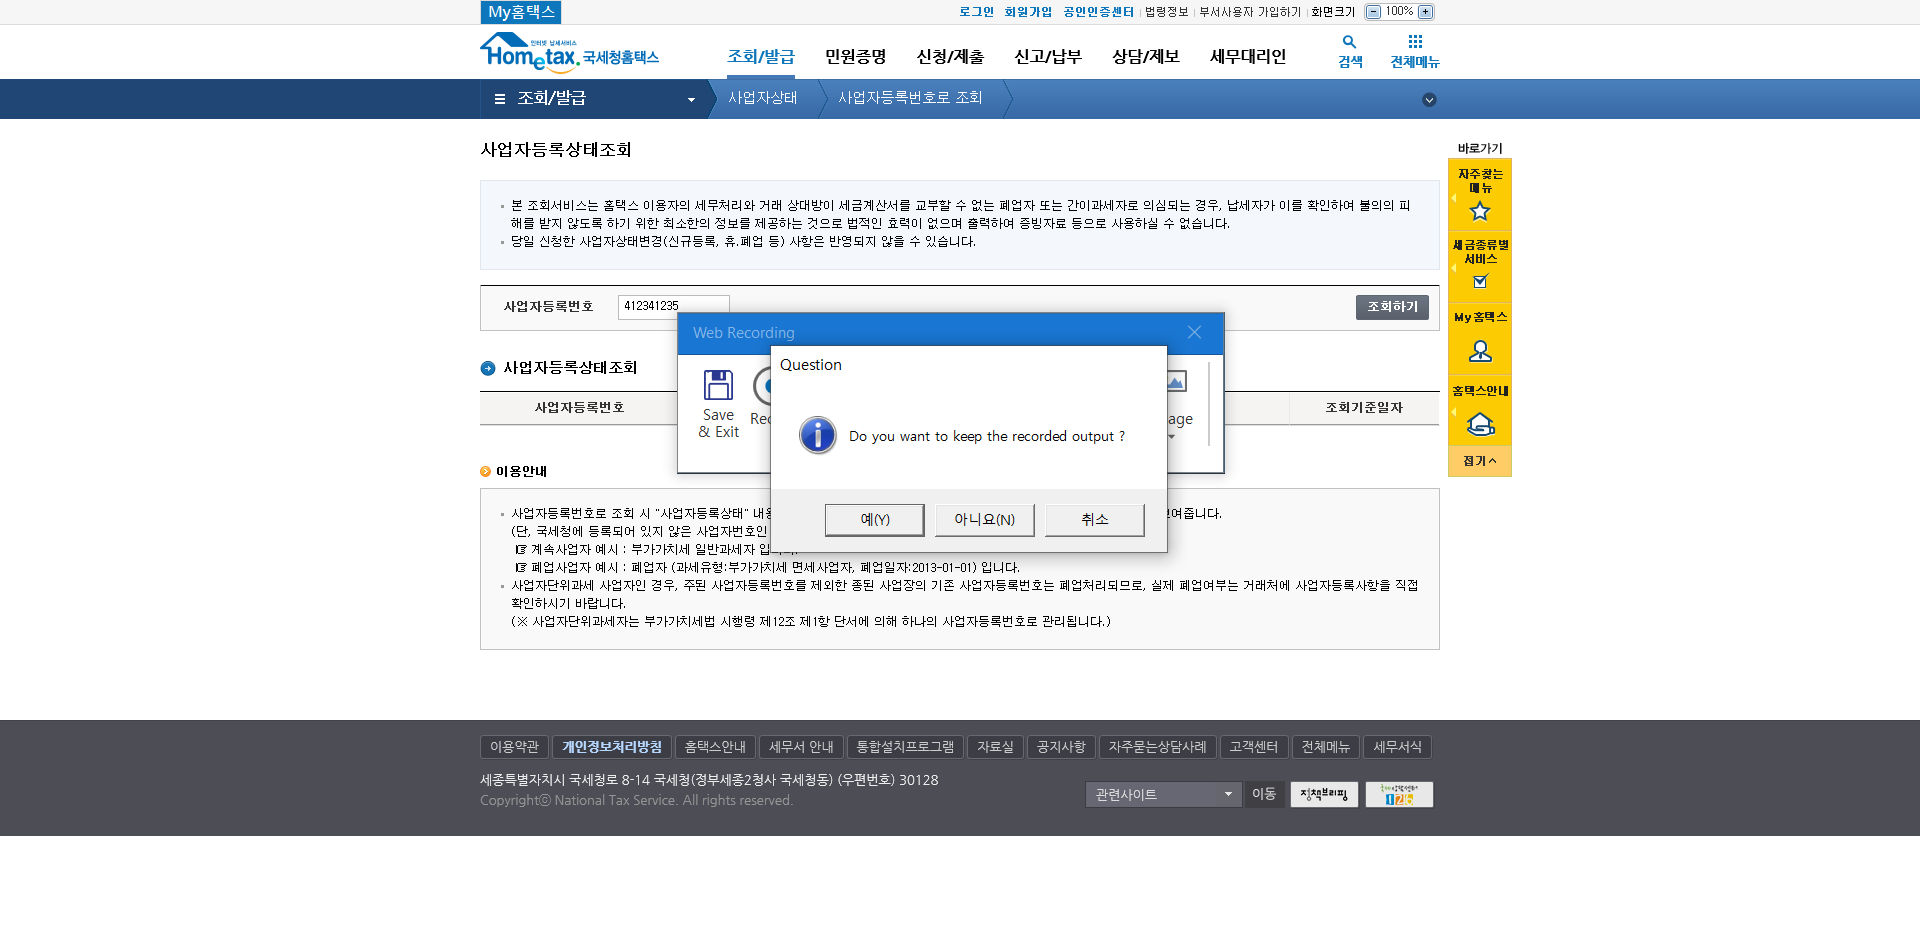 My홈택스
로그인 회원가입 공인인증센터 법령정보 부서사용자 가입하기 화면크기 100%
인터넷 납세서비스
Hometax. 국세청홈택스
조회/발급 민원증명 신청/제출 신고/납부 상담/제보 세무대리인 검색 전체메뉴
조회/발급 사업자상태 사업자등록번호로 조회
사업자등록상태조회
본 조회서비스는 홈택스 이용자의 세무처리와 거래 상대방이 세금계산서를 교부할 수 없는 폐업자 또는 간이과세자로 의심되는 경우, 납세자가 이를 확인하여 불의의 피
해를 받지 않도록 하기 위한 최소한의 정보를 제공하는 것으로 법적인 효력이 없으며 출력하여 증빙자료 등으로 사용하실 수 없습니다.
당일 신청한 사업자상태변경(신규등록, 휴.폐업 등) 사항은 반영되지 않을 수 있습니다.
사업자등록번호 412341235 조회하기
사업자등록상태조회
사업자등록번호 조회기준일자
Web Recording
Save
& Exit
Rec
age
Question
Do you want to keep the recorded output ?
예(Y) 아니요(N) 취소
이용안내
사업자등록번호로 조회 시 "사업자등록상태" 내용 보여줍니다.
(단, 국세청에 등록되어 있지 않은 사업자번호인
☞ 계속사업자 예시 : 부가가치세 일반과세자 입니다.
☞ 폐업사업자 예시 : 폐업자 (과세유형:부가가치세 면세사업자, 폐업일자:2013-01-01) 입니다.
사업자단위과세 사업자인 경우, 주된 사업자등록번호를 제외한 종된 사업장의 기존 사업자등록번호는 폐업처리되므로, 실제 폐업여부는 거래처에 사업자등록사항을 직접
확인하시기 바랍니다.
(※ 사업자단위과세자는 부가가치세법 시행령 제12조 제1항 단서에 의해 하나의 사업자등록번호로 관리됩니다.)
바로가기
자주찾는
메뉴
세금종류별
서비스
My홈택스
홈택스안내
접기
이용약관 개인정보처리방침 홈택스안내 세무서 안내 통합설치프로그램 자료실 공지사항 자주묻는상담사례 고객센터 전체메뉴 세무서식
세종특별자치시 국세청로 8-14 국세청(정부세종2청사 국세청동) (우편번호) 30128
Copyrightⓒ National Tax Service. All rights reserved.
관련사이트 이동 정책브리핑 126